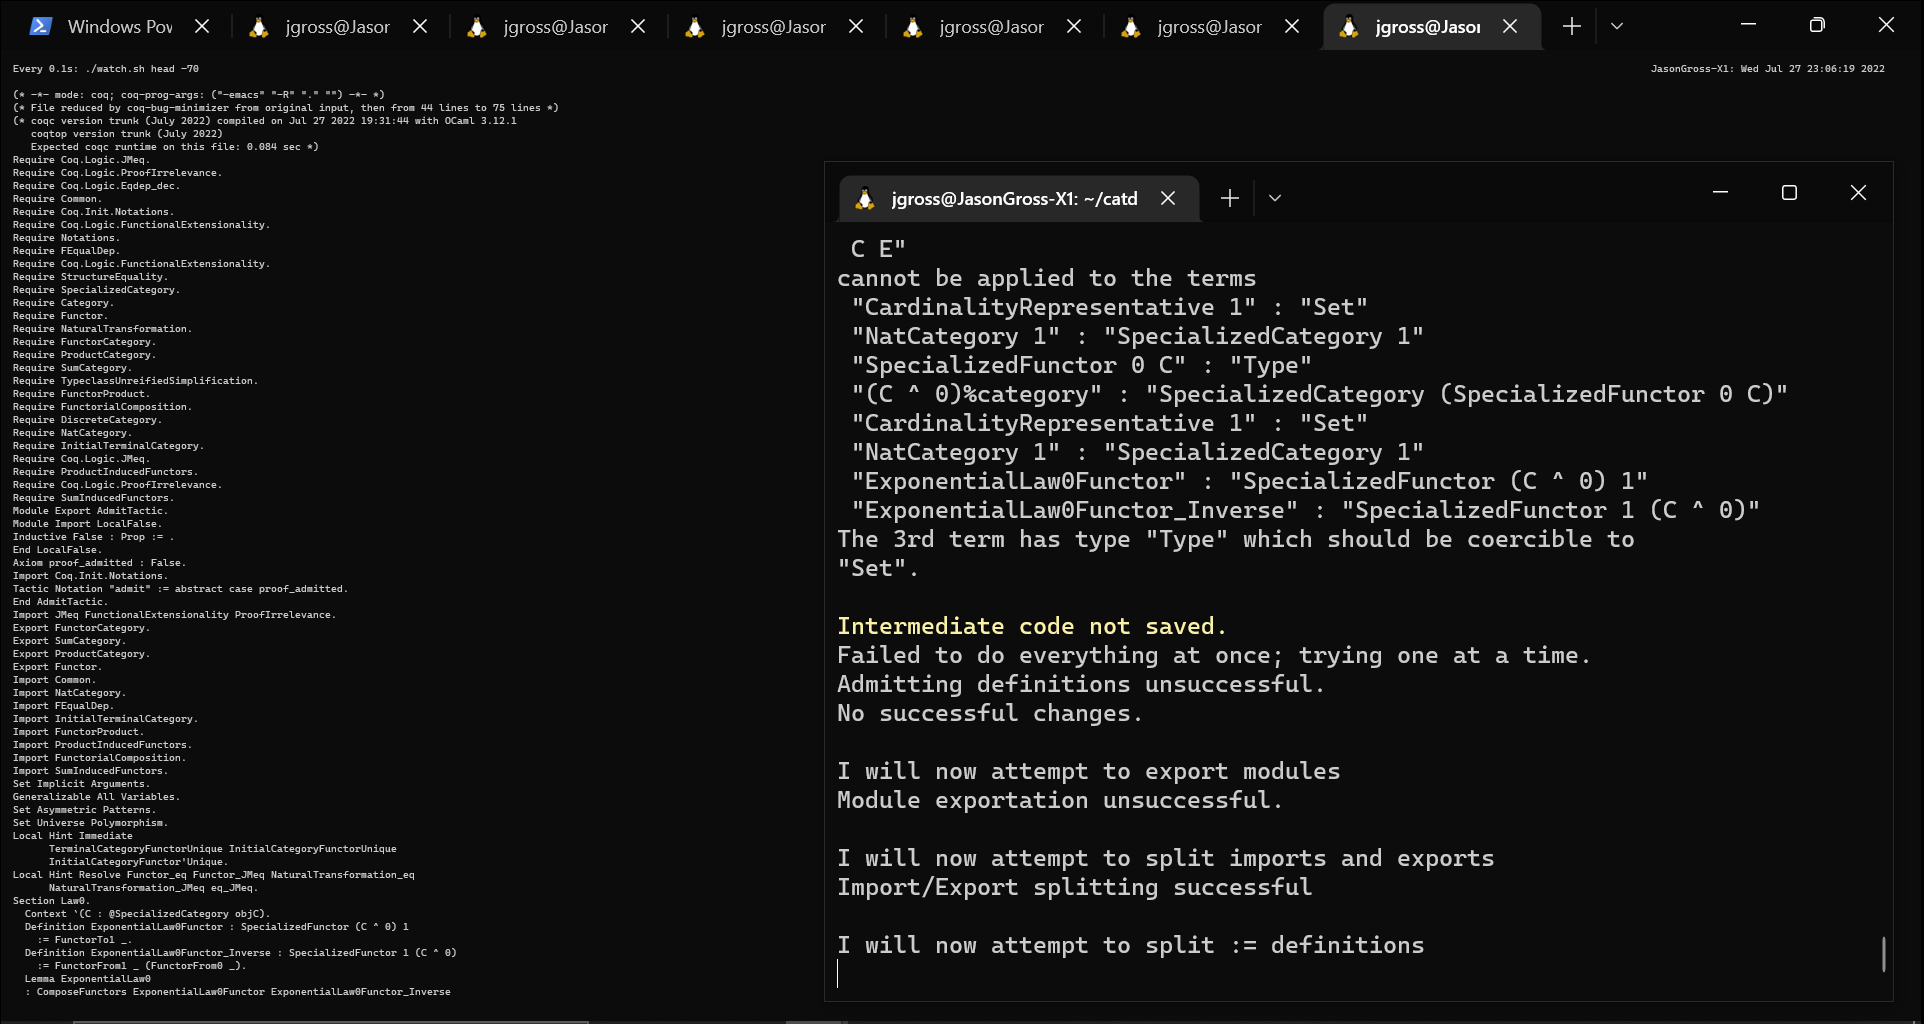 Windows Pov
jgross@Jasor
jgross@Jasor
jgross@Jasor
jgross@Jasor
jgross@Jasor
jgross@Jasor
Every 0.1s: ./watch.sh head -70
JasonGross-X1: Wed Jul 27 23:06:19 2022
(* -*- mode: coq; coq-prog-args: ("-emacs" "-R" "." "") -*- *)
(* File reduced by coq-bug-minimizer from original input, then from 44 lines to 75 lines *)
(* coqc version trunk (July 2022) compiled on Jul 27 2022 19:31:44 with OCaml 3.12.1
   coqtop version trunk (July 2022)
   Expected coqc runtime on this file: 0.084 sec *)
Require Coq.Logic.JMeq.
Require Coq.Logic.ProofIrrelevance.
Require Coq.Logic.Eqdep_dec.
Require Common.
Require Coq.Init.Notations.
Require Coq.Logic.FunctionalExtensionality.
Require Notations.
Require FEqualDep.
Require Coq.Logic.FunctionalExtensionality.
Require StructureEquality.
Require SpecializedCategory.
Require Category.
Require Functor.
Require NaturalTransformation.
Require FunctorCategory.
Require ProductCategory.
Require SumCategory.
Require TypeclassUnreifiedSimplification.
Require FunctorProduct.
Require FunctorialComposition.
Require DiscreteCategory.
Require NatCategory.
Require InitialTerminalCategory.
Require Coq.Logic.JMeq.
Require ProductInducedFunctors.
Require Coq.Logic.ProofIrrelevance.
Require SumInducedFunctors.
Module Export AdmitTactic.
Module Import LocalFalse.
Inductive False : Prop := .
End LocalFalse.
Axiom proof_admitted : False.
Import Coq.Init.Notations.
Tactic Notation "admit" := abstract case proof_admitted.
End AdmitTactic.
Import JMeq FunctionalExtensionality ProofIrrelevance.
Export FunctorCategory.
Export SumCategory.
Export ProductCategory.
Export Functor.
Import Common.
Import NatCategory.
Import FEqualDep.
Import InitialTerminalCategory.
Import FunctorProduct.
Import ProductInducedFunctors.
Import FunctorialComposition.
Import SumInducedFunctors.
Set Implicit Arguments.
Generalizable All Variables.
Set Asymmetric Patterns.
Set Universe Polymorphism.
Local Hint Immediate
      TerminalCategoryFunctorUnique InitialCategoryFunctorUnique
      InitialCategoryFunctor'Unique.
Local Hint Resolve Functor_eq Functor_JMeq NaturalTransformation_eq
      NaturalTransformation_JMeq eq_JMeq.
Section Law0.
  Context `(C : @SpecializedCategory objC).
  Definition ExponentialLaw0Functor : SpecializedFunctor (C ^ 0) 1
    := FunctorTo1 _.
  Definition ExponentialLaw0Functor_Inverse : SpecializedFunctor 1 (C ^ 0)
    := FunctorFrom1 _ (FunctorFrom0 _).
  Lemma ExponentialLaw0
  : ComposeFunctors ExponentialLaw0Functor ExponentialLaw0Functor_Inverse
jgross@JasonGross-X1: ~/catd
 C E"
cannot be applied to the terms
 "CardinalityRepresentative 1" : "Set"
 "NatCategory 1" : "SpecializedCategory 1"
 "SpecializedFunctor 0 C" : "Type"
 "(C ^ 0)%category" : "SpecializedCategory (SpecializedFunctor 0 C)"
 "CardinalityRepresentative 1" : "Set"
 "NatCategory 1" : "SpecializedCategory 1"
 "ExponentialLaw0Functor" : "SpecializedFunctor (C ^ 0) 1"
 "ExponentialLaw0Functor_Inverse" : "SpecializedFunctor 1 (C ^ 0)"
The 3rd term has type "Type" which should be coercible to
"Set".
Intermediate code not saved.
Failed to do everything at once; trying one at a time.
Admitting definitions unsuccessful.
No successful changes.
I will now attempt to export modules
Module exportation unsuccessful.
I will now attempt to split imports and exports
Import/Export splitting successful
I will now attempt to split := definitions